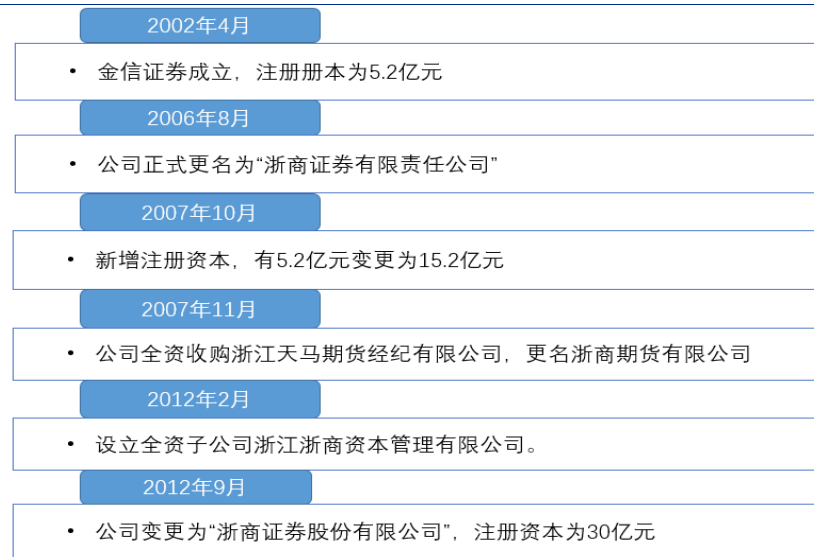 2002年4月
• 金信证券成立，注册册本为5.2亿元
2006年8月
• 公司正式更名为“浙商证券有限责任公司”
2007年10月
• 新增注册资本，有5.2亿元变更为15.2亿元
2007年11月
• 公司全资收购浙江天马期货经纪有限公司，更名浙商期货有限公司
2012年2月
• 设立全资子公司浙江浙商资本管理有限公司。
2012年9月
• 公司变更为“浙商证券股份有限公司”，注册资本为30亿元